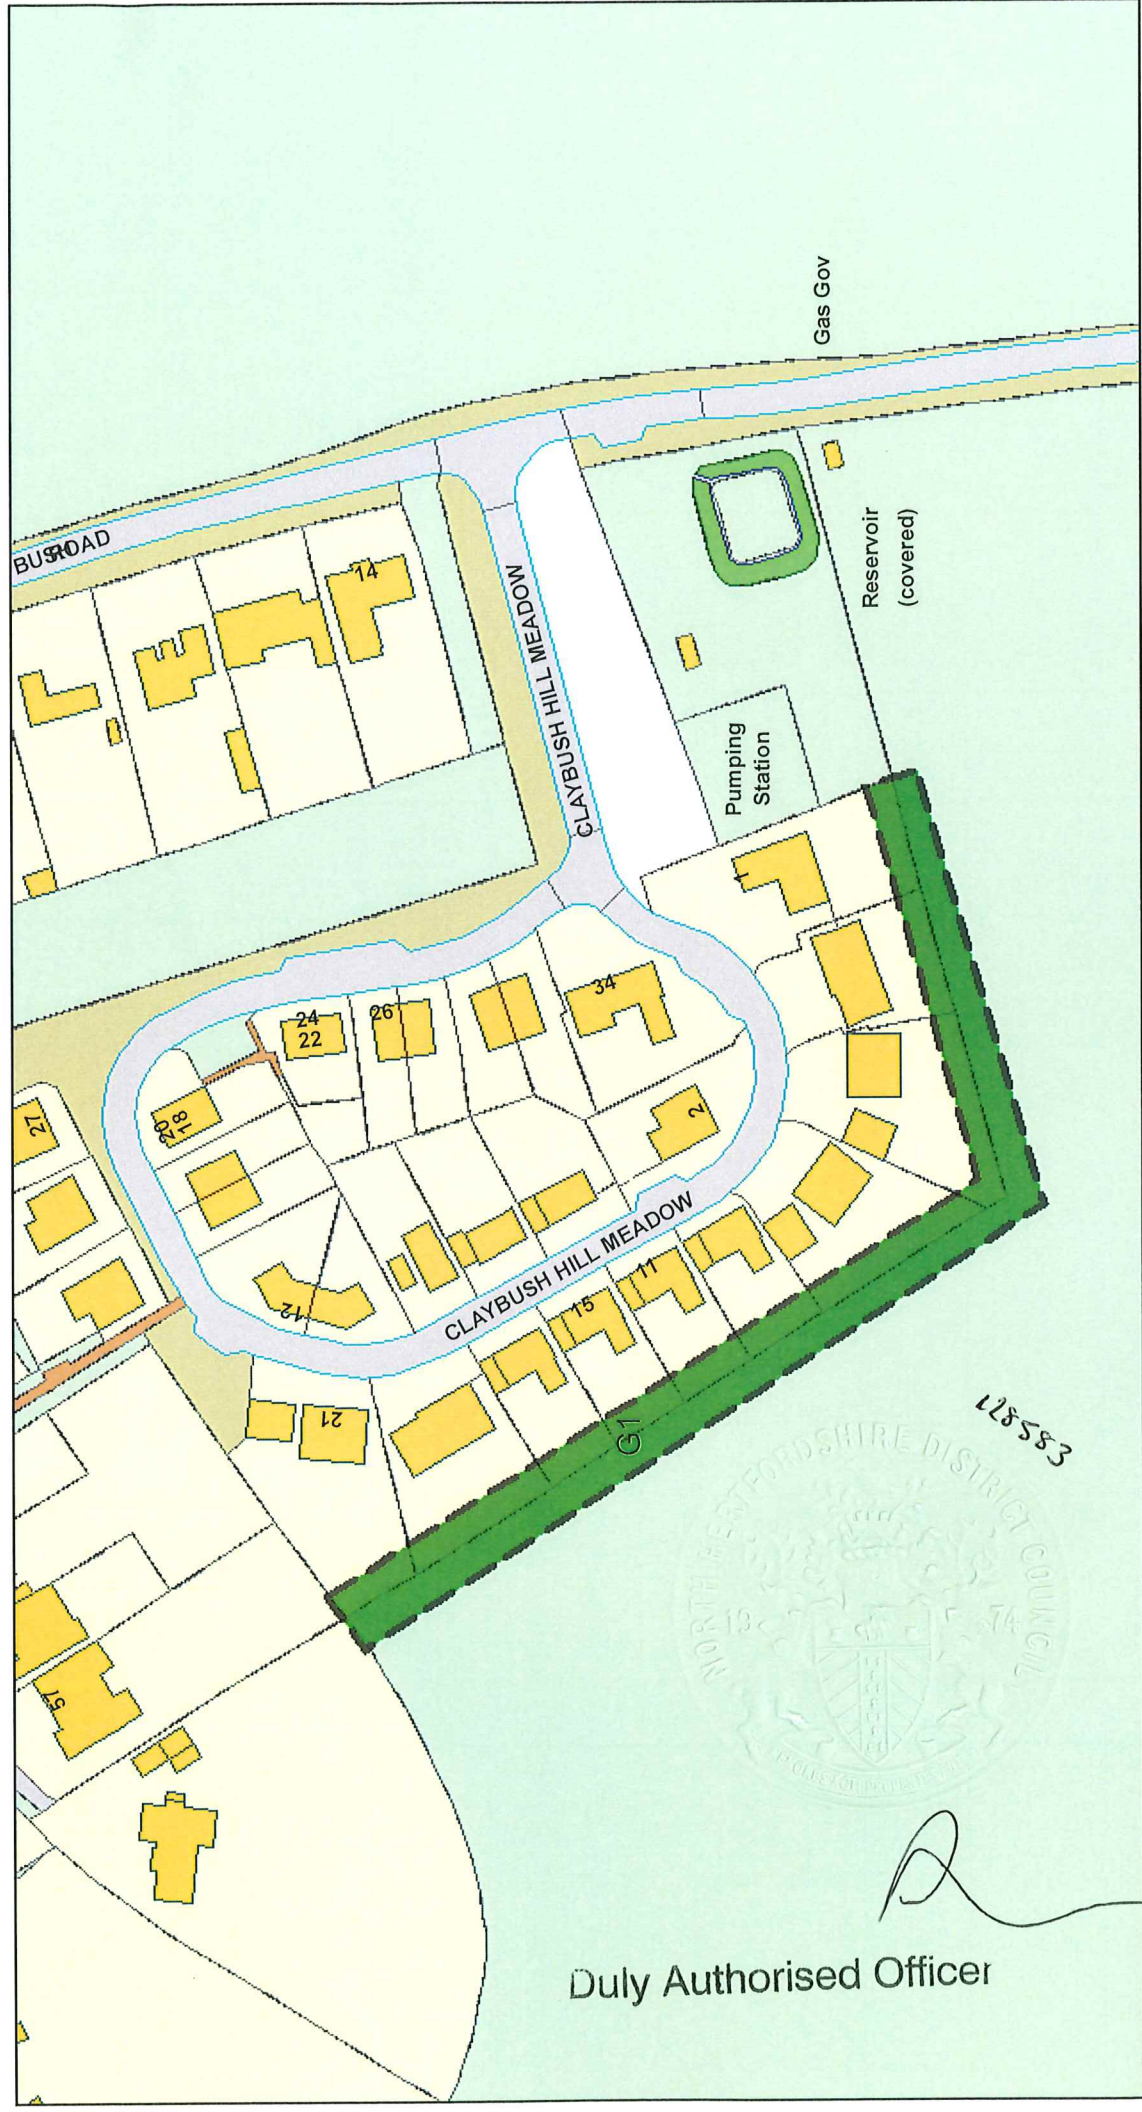 BUSH
ROAD
14
CLAYBUSH HILL MEADOW
Gas Gov
Reservoir
(covered)
Pumping
Station
1
34
26
24
22
20
18
27
2
12
CLAYBUSH HILL MEADOW
11
15
21
57
G1
128583
NORTH HERTFORDSHIRE DISTRICT COUNCIL
19 74
Duly Authorised Officer